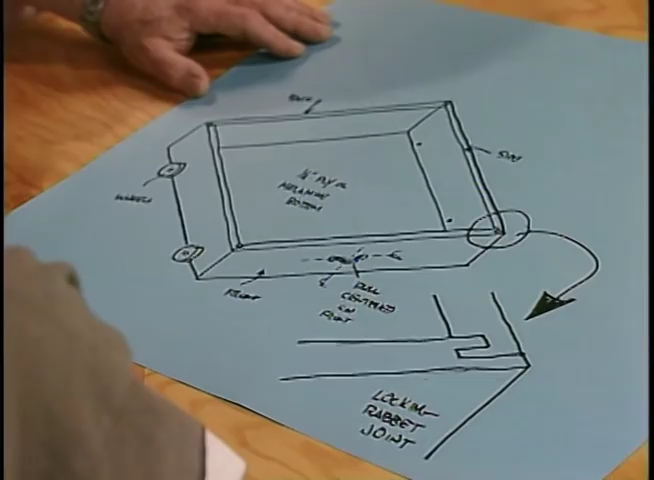 BACK
SIDE
WHEELS
1/4" PLY OR
MELAMINE
BOTTOM
FRONT
PULL
CENTERED
ON
FRONT
LOCKING
RABBET
JOINT